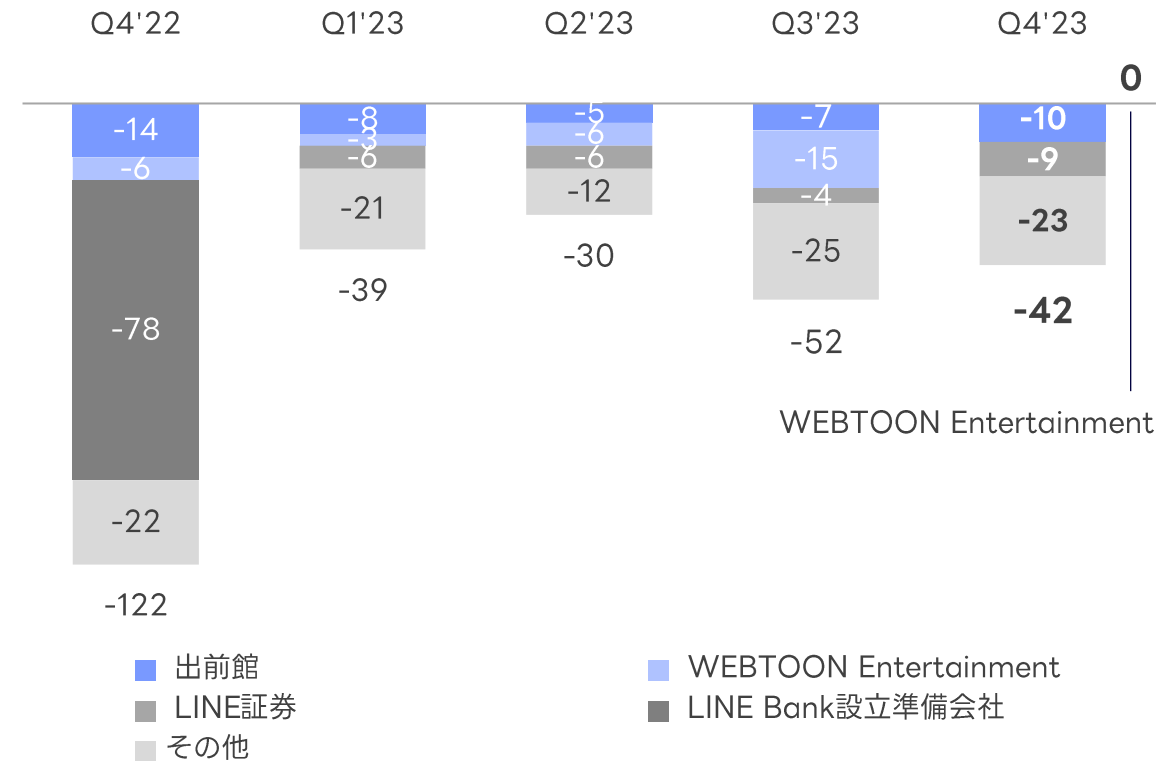 Q4'22 Q1'23 Q2'23 Q3'23 Q4'23
0
-14 -8 -5 -7 -10
-6 -3 -6 -15 -9
-6 -6 -4
-21 -12 -25 -23
-78
-39 -30 -52 -42
WEBTOON Entertainment
-22
-122
出前館 WEBTOON Entertainment
LINE証券 LINE Bank設立準備会社
その他